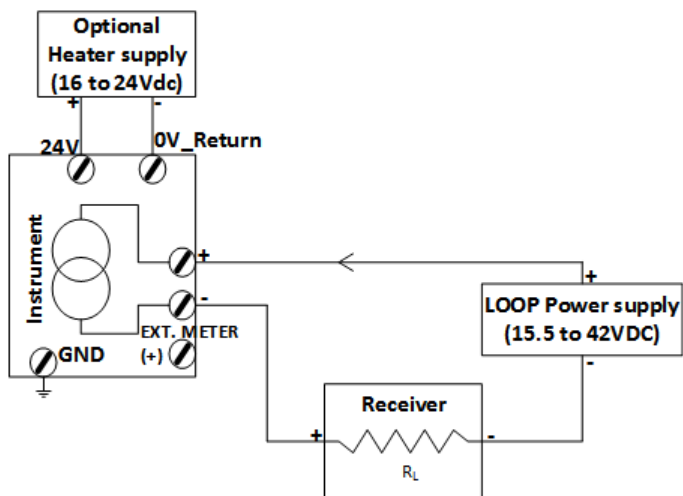 Optional
Heater supply
(16 to 24Vdc)
+ -
24V 0V_Return
Instrument
+
-
EXT. METER
(+)
GND
+
LOOP Power supply
(15.5 to 42VDC)
-
Receiver
+ -
RL